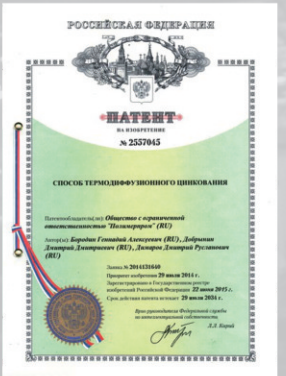 РОССИЙСКАЯ ФЕДЕРАЦИЯ
ПАТЕНТ
НА ИЗОБРЕТЕНИЕ
№ 2557045
СПОСОБ ТЕРМОДИФФУЗИОННОГО ЦИНКОВАНИЯ
Патентообладатель(ли): Общество с ограниченной
ответственностью "Полимерпром" (RU)
Автор(ы): Бородин Геннадий Алексеевич (RU), Добрынин
Дмитрий Дмитриевич (RU), Динаров Дмитрий Русланович
(RU)
Заявка № 2014131640
Приоритет изобретения 29 июля 2014 г.
Зарегистрировано в Государственном реестре
изобретений Российской Федерации 22 июня 2015 г.
Срок действия патента истекает 29 июля 2034 г.
Врио руководителя Федеральной службы
по интеллектуальной собственности
Л.Л. Кирий